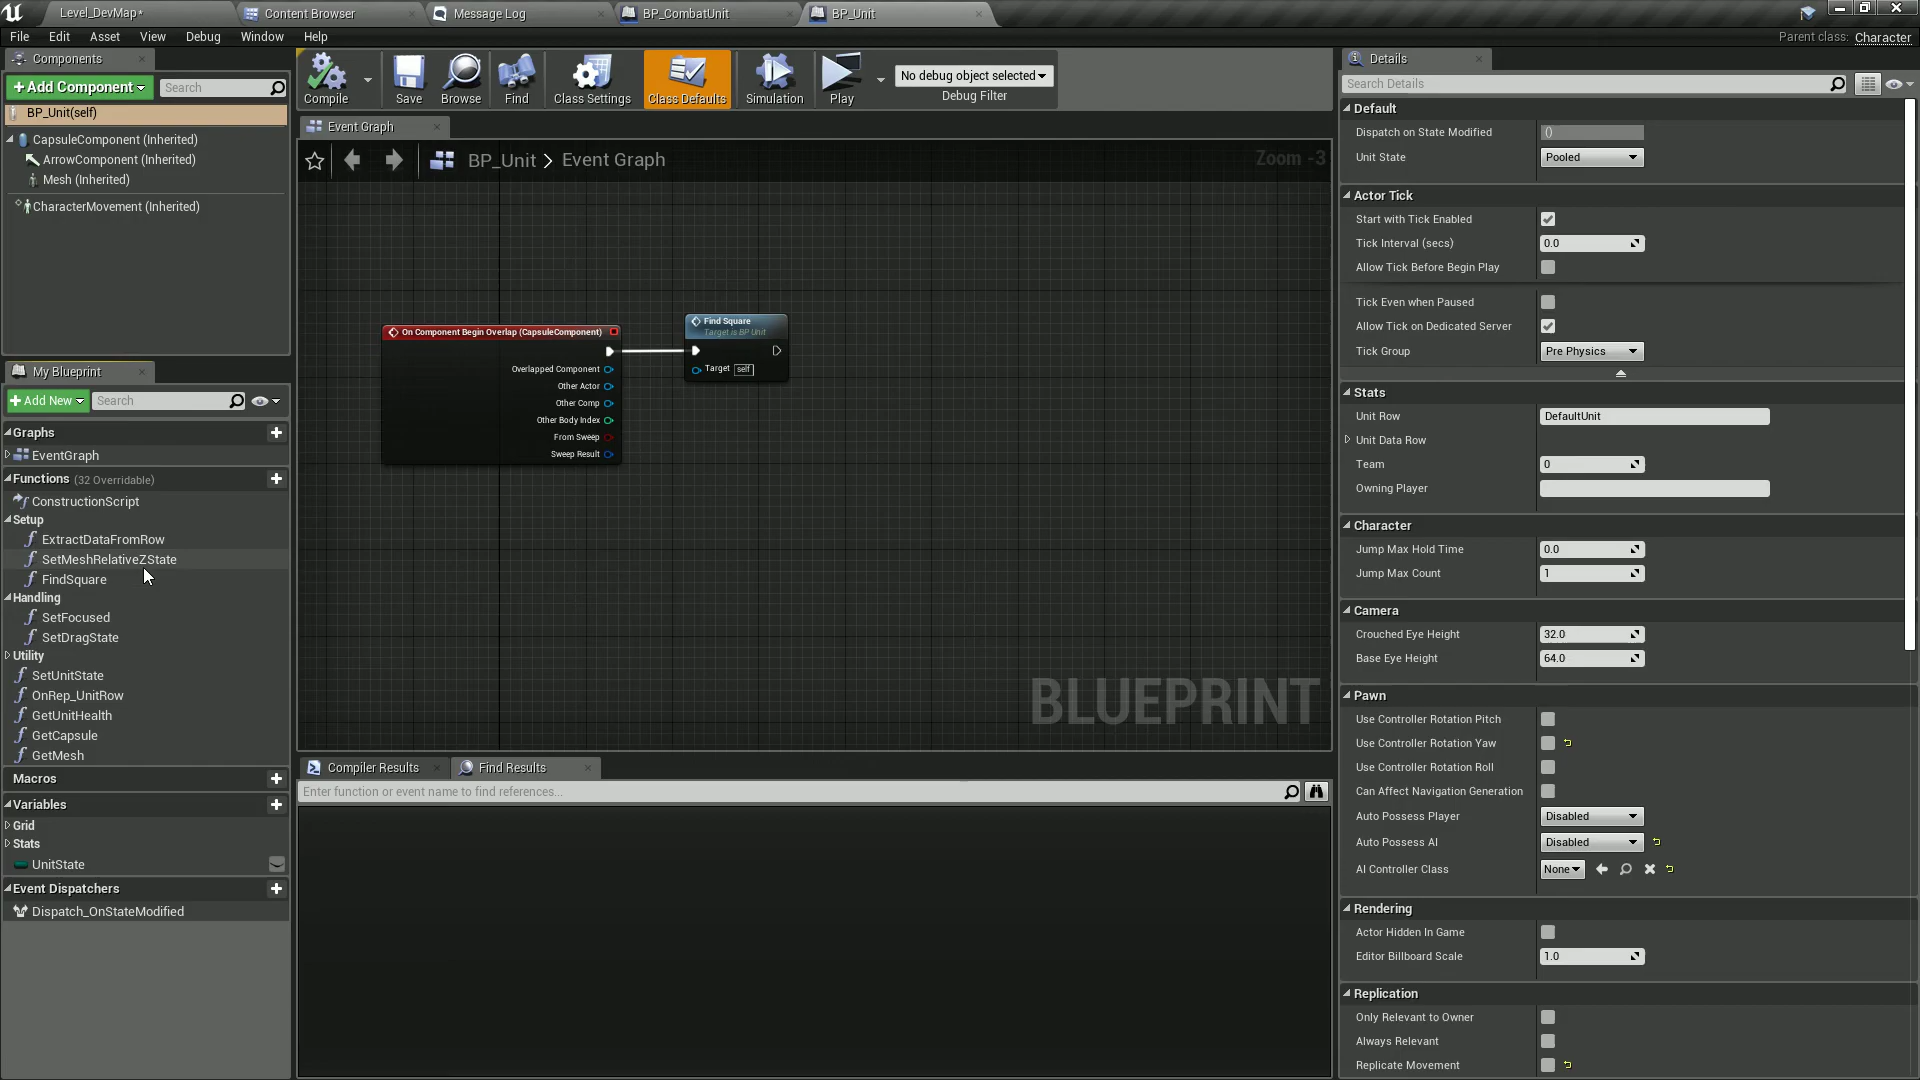 Level_DevMap*
Content Browser
Message Log
BP_CombatUnit
BP_Unit
File Edit Asset View Debug Window Help
Parent class: Character
Components
+Add Component
Search
BP_Unit(self)
CapsuleComponent (Inherited)
ArrowComponent (Inherited)
Mesh (Inherited)
CharacterMovement (Inherited)
My Blueprint
+Add New
Search
Graphs
EventGraph
Functions (32 Overridable)
ConstructionScript
Setup
ExtractDataFromRow
SetMeshRelativeZState
FindSquare
Handling
SetFocused
SetDragState
Utility
SetUnitState
OnRep_UnitRow
GetUnitHealth
GetCapsule
GetMesh
Macros
Variables
Grid
Stats
UnitState
Event Dispatchers
Dispatch_OnStateModified
Compile
Save
Browse
Find
Class Settings
Class Defaults
Simulation
Play
No debug object selected
Debug Filter
Event Graph
BP_Unit > Event Graph
Zoom -3
On Component Begin Overlap (CapsuleComponent)
Overlapped Component
Other Actor
Other Comp
Other Body Index
From Sweep
Sweep Result
Find Square
Target is BP Unit
Target self
BLUEPRINT
Compiler Results
Find Results
Enter function or event name to find references...
Details
Search Details
Default
Dispatch on State Modified ()
Unit State Pooled
Actor Tick
Start with Tick Enabled
Tick Interval (secs) 0.0
Allow Tick Before Begin Play
Tick Even when Paused
Allow Tick on Dedicated Server
Tick Group Pre Physics
Stats
Unit Row DefaultUnit
Unit Data Row
Team 0
Owning Player
Character
Jump Max Hold Time 0.0
Jump Max Count 1
Camera
Crouched Eye Height 32.0
Base Eye Height 64.0
Pawn
Use Controller Rotation Pitch
Use Controller Rotation Yaw
Use Controller Rotation Roll
Can Affect Navigation Generation
Auto Possess Player Disabled
Auto Possess AI Disabled
AI Controller Class None
Rendering
Actor Hidden In Game
Editor Billboard Scale 1.0
Replication
Only Relevant to Owner
Always Relevant
Replicate Movement